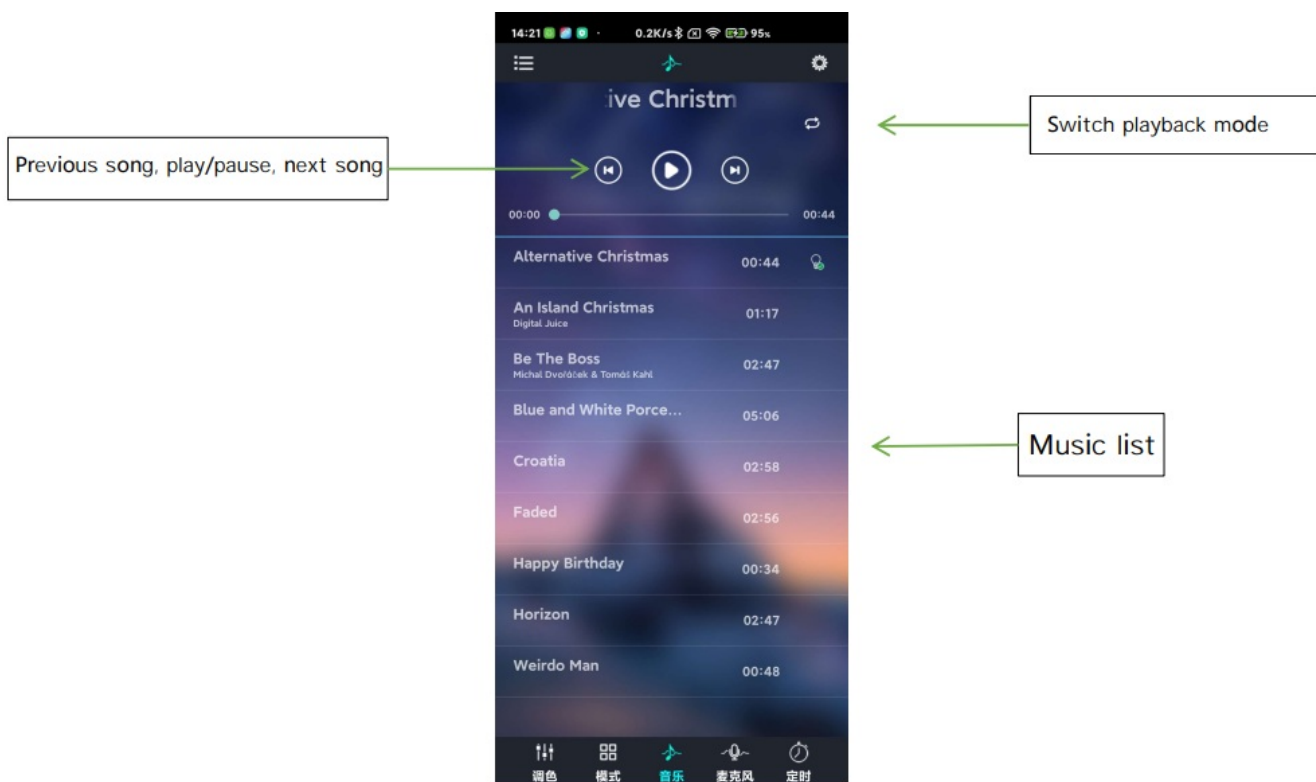 14:21 0.2K/s 95%
ive Christm
Switch playback mode
Previous song, play/pause, next song
00:00 00:44
Alternative Christmas 00:44
An Island Christmas 01:17
Digital Juice
Be The Boss 02:47
Michal Dvořáček & Tomáš Kahl
Blue and White Porce... 05:06
Music list
Croatia 02:58
Faded 02:56
Happy Birthday 00:34
Horizon 02:47
Weirdo Man 00:48
调色 模式 音乐 麦克风 定时